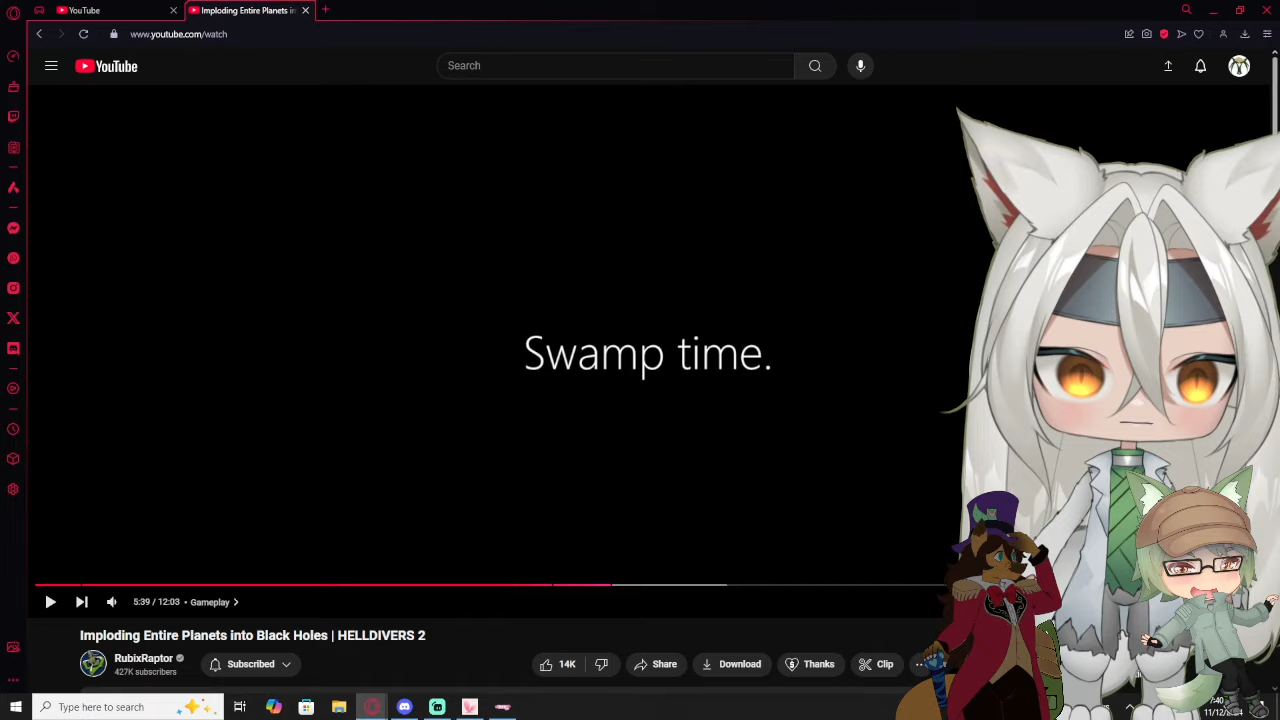 YouTube
Imploding Entire Planets in
www.youtube.com/watch
YouTube
Search
Swamp time.
5:39 / 12:03 • Gameplay
Imploding Entire Planets into Black Holes | HELLDIVERS 2
RubixRaptor
427K subscribers
Subscribed
14K
Share
Download
Thanks
Clip
Type here to search
7:40